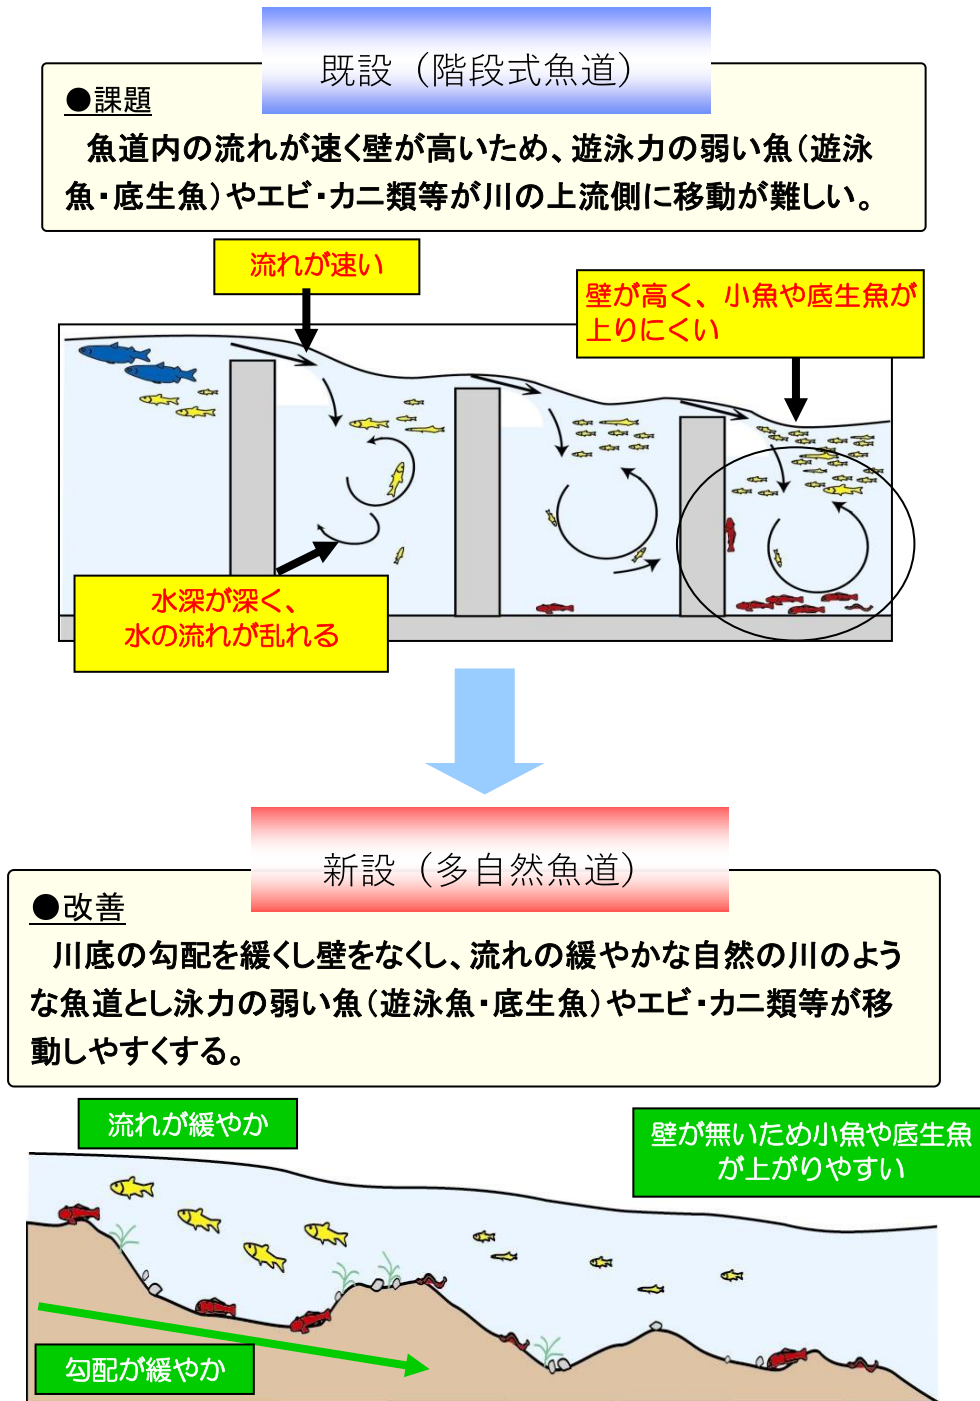 既設（階段式魚道）
●課題
魚道内の流れが速く壁が高いため、遊泳力の弱い魚（遊泳
魚・底生魚）やエビ・カニ類等が川の上流側に移動が難しい。
流れが速い
壁が高く、小魚や底生魚が
上りにくい
水深が深く、
水の流れが乱れる
新設（多自然魚道）
●改善
川底の勾配を緩くし壁をなくし、流れの緩やかな自然の川のよう
な魚道とし泳力の弱い魚（遊泳魚・底生魚）やエビ・カニ類等が移
動しやすくする。
流れが緩やか
壁が無いため小魚や底生魚
が上がりやすい
勾配が緩やか